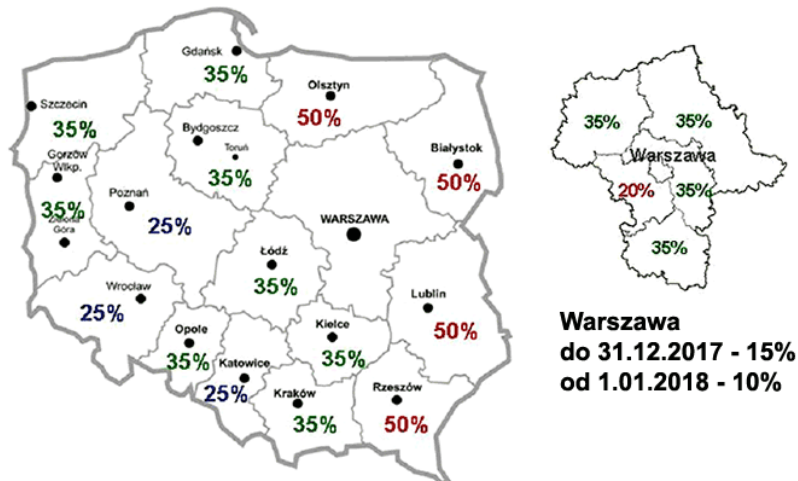 Gdańsk
35%
Olsztyn
50%
Szczecin
35%
Bydgoszcz
Toruń
35%
Białystok
50%
Gorzów
Wlkp.
35%
Zielona
Góra
Poznań
25%
WARSZAWA
Łódź
35%
Wrocław
25%
Lublin
50%
Opole
35%
Kielce
35%
Katowice
25%
Kraków
35%
Rzeszów
50%
35%
35%
Warszawa
20%
35%
35%
Warszawa
do 31.12.2017 - 15%
od 1.01.2018 - 10%